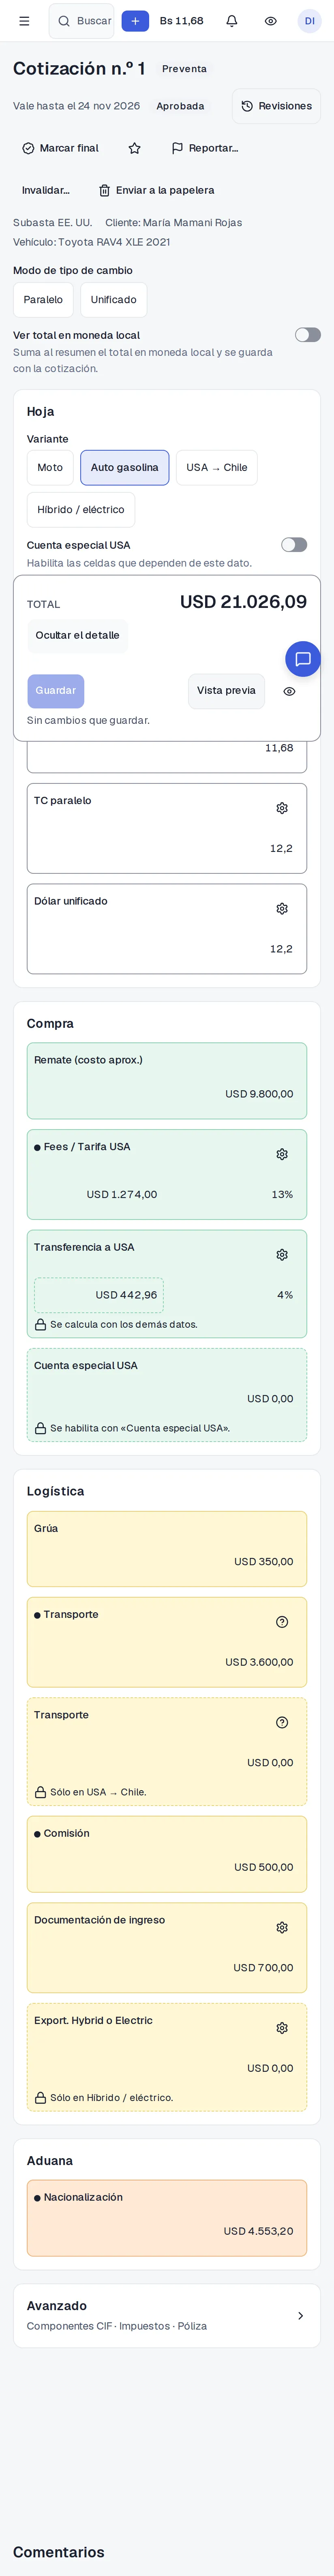 Buscar
+
Bs 11,68
DI
Cotización n.º 1
Preventa
Vale hasta el 24 nov 2026
Aprobada
Revisiones
Marcar final
Reportar...
Invalidar...
Enviar a la papelera
Subasta EE. UU.
Cliente: María Mamani Rojas
Vehículo: Toyota RAV4 XLE 2021
Modo de tipo de cambio
Paralelo
Unificado
Ver total en moneda local
Suma al resumen el total en moneda local y se guarda
con la cotización.
Hoja
Variante
Moto
Auto gasolina
USA → Chile
Híbrido / eléctrico
Cuenta especial USA
Habilita las celdas que dependen de este dato.
TOTAL
USD 21.026,09
Ocultar el detalle
Guardar
Vista previa
Sin cambios que guardar.
11,68
TC paralelo
12,2
Dólar unificado
12,2
Compra
Remate (costo aprox.)
USD 9.800,00
Fees / Tarifa USA
USD 1.274,00
13%
Transferencia a USA
USD 442,96
4%
Se calcula con los demás datos.
Cuenta especial USA
USD 0,00
Se habilita con «Cuenta especial USA».
Logística
Grúa
USD 350,00
Transporte
USD 3.600,00
Transporte
USD 0,00
Sólo en USA → Chile.
Comisión
USD 500,00
Documentación de ingreso
USD 700,00
Export. Hybrid o Electric
USD 0,00
Sólo en Híbrido / eléctrico.
Aduana
Nacionalización
USD 4.553,20
Avanzado
Componentes CIF · Impuestos · Póliza
Comentarios